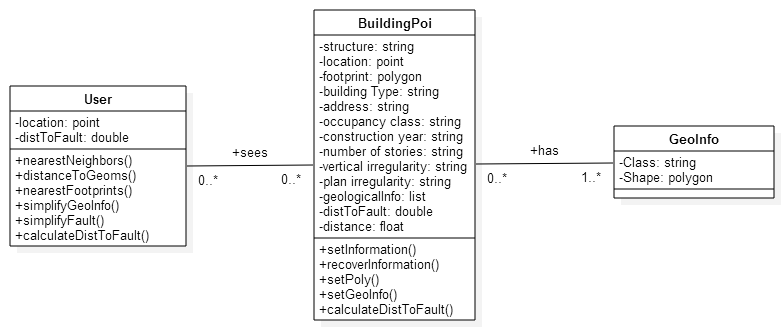 User
-location: point
-distToFault: double
+nearestNeighbors()
+distanceToGeoms()
+nearestFootprints()
+simplifyGeoInfo()
+simplifyFault()
+calculateDistToFault()
+sees
0..*
0..*
BuildingPoi
-structure: string
-location: point
-footprint: polygon
-building Type: string
-address: string
-occupancy class: string
-construction year: string
-number of stories: string
-vertical irregularity: string
-plan irregularity: string
-geologicalInfo: list
-distToFault: double
-distance: float
+setInformation()
+recoverInformation()
+setPoly()
+setGeoInfo()
+calculateDistToFault()
+has
0..*
1..*
GeoInfo
-Class: string
-Shape: polygon